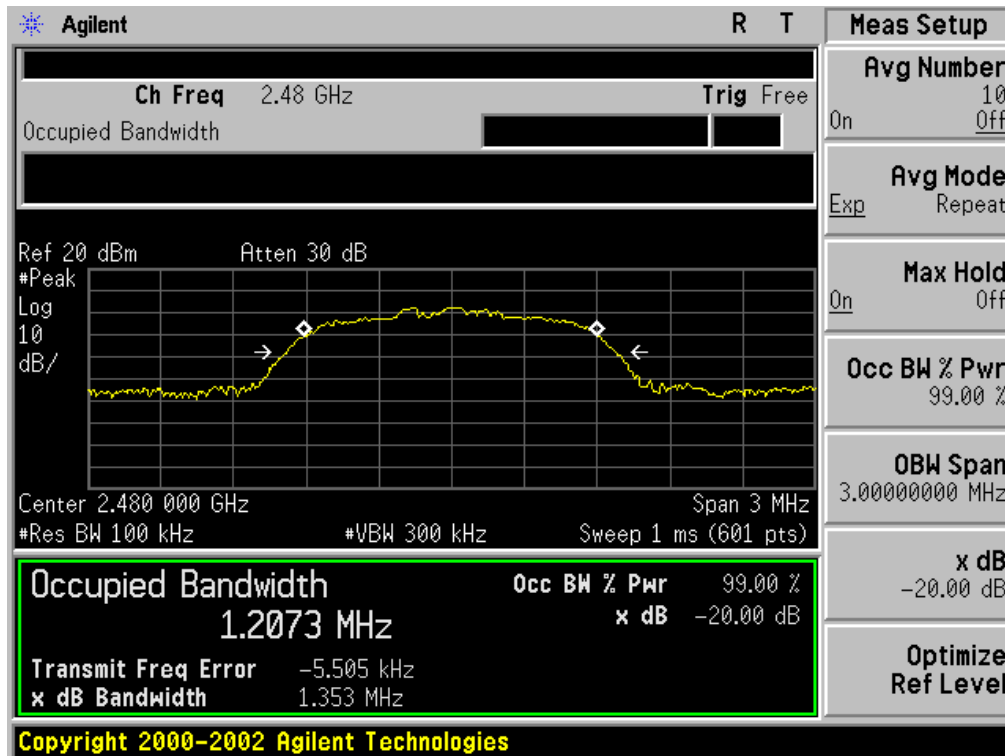 Agilent R T
Ch Freq 2.48 GHz Trig Free
Occupied Bandwidth
Ref 20 dBm Atten 30 dB
#Peak
Log
10
dB/
Center 2.480 000 GHz Span 3 MHz
#Res BW 100 kHz #VBW 300 kHz Sweep 1 ms (601 pts)
Occupied Bandwidth
1.2073 MHz
Occ BW % Pwr 99.00 %
x dB -20.00 dB
Transmit Freq Error -5.505 kHz
x dB Bandwidth 1.353 MHz
Meas Setup
Avg Number
10
On Off
Avg Mode
Exp Repeat
Max Hold
On Off
Occ BW % Pwr
99.00 %
OBW Span
3.00000000 MHz
x dB
-20.00 dB
Optimize
Ref Level
Copyright 2000-2002 Agilent Technologies